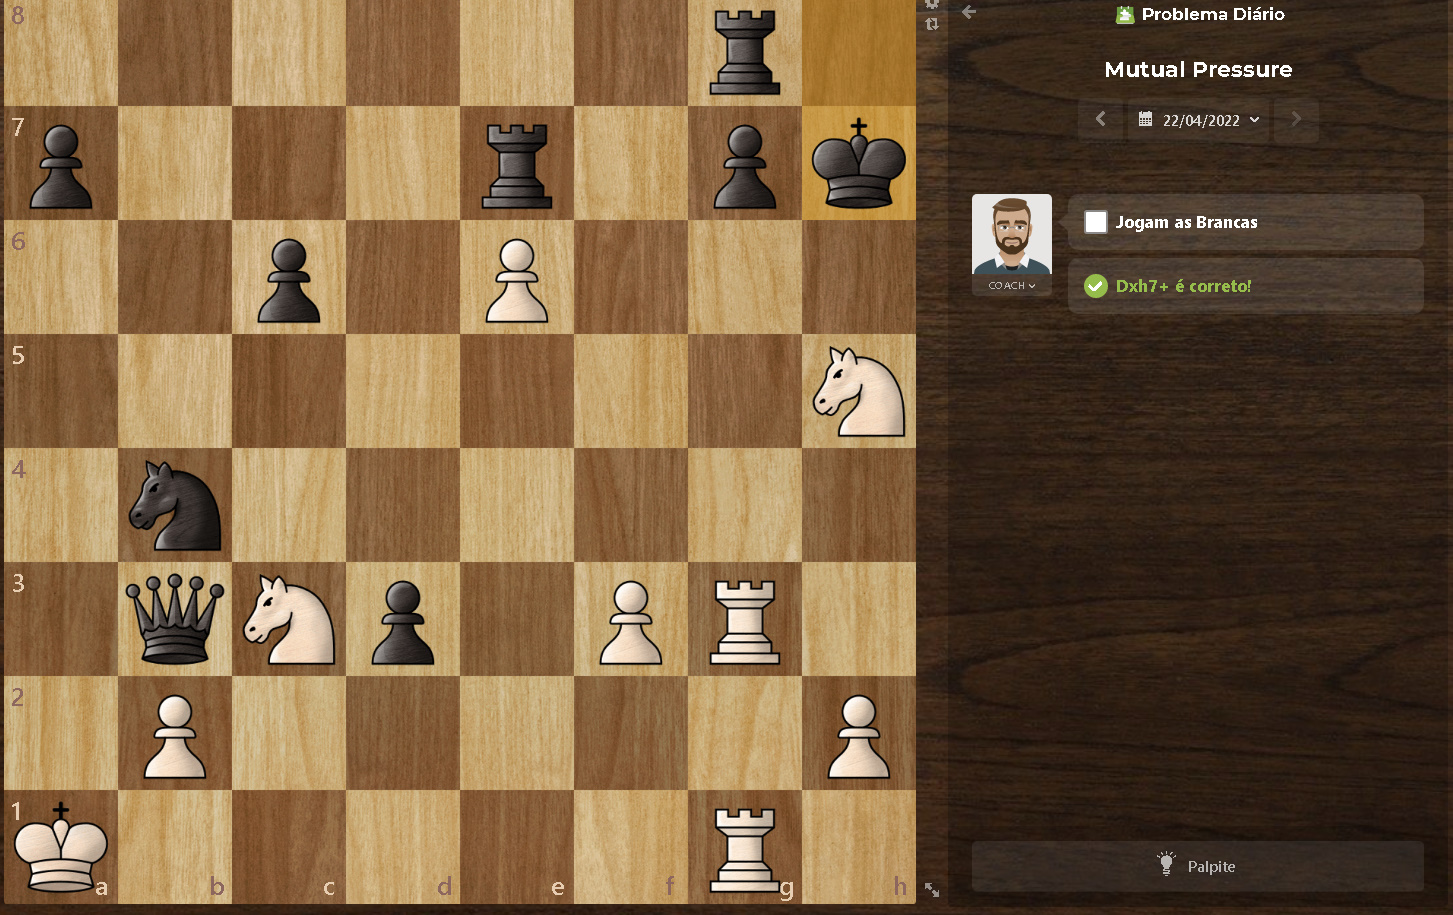 Problema Diário
Mutual Pressure
22/04/2022
Jogam as Brancas
COACH
Dxh7+ é correto!
Palpite
8
7
6
5
4
3
2
1
a b c d e f g h